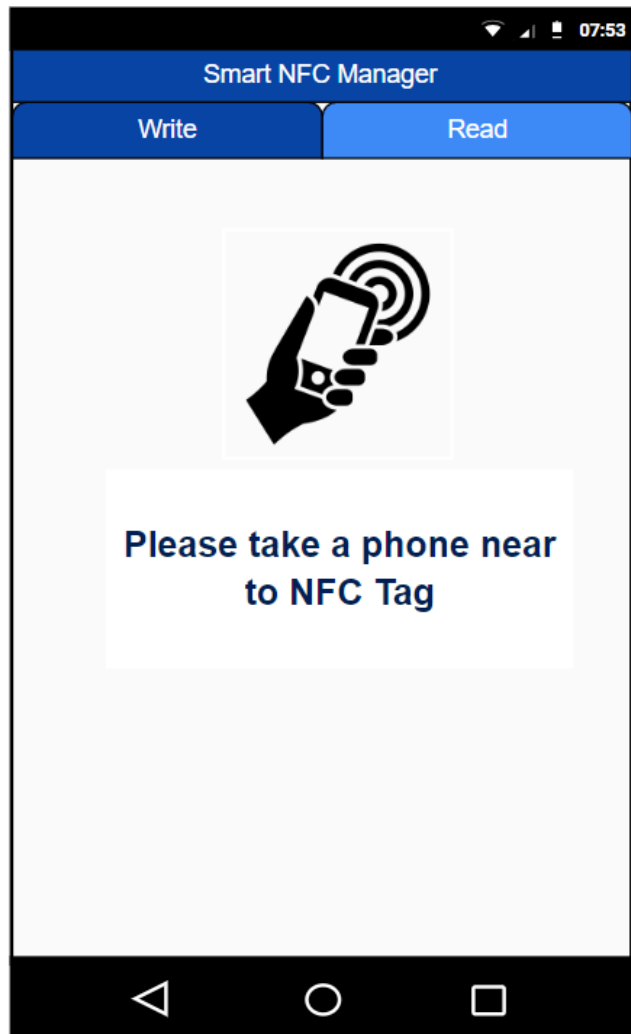 07:53
Smart NFC Manager
Write
Read
Please take a phone near
to NFC Tag